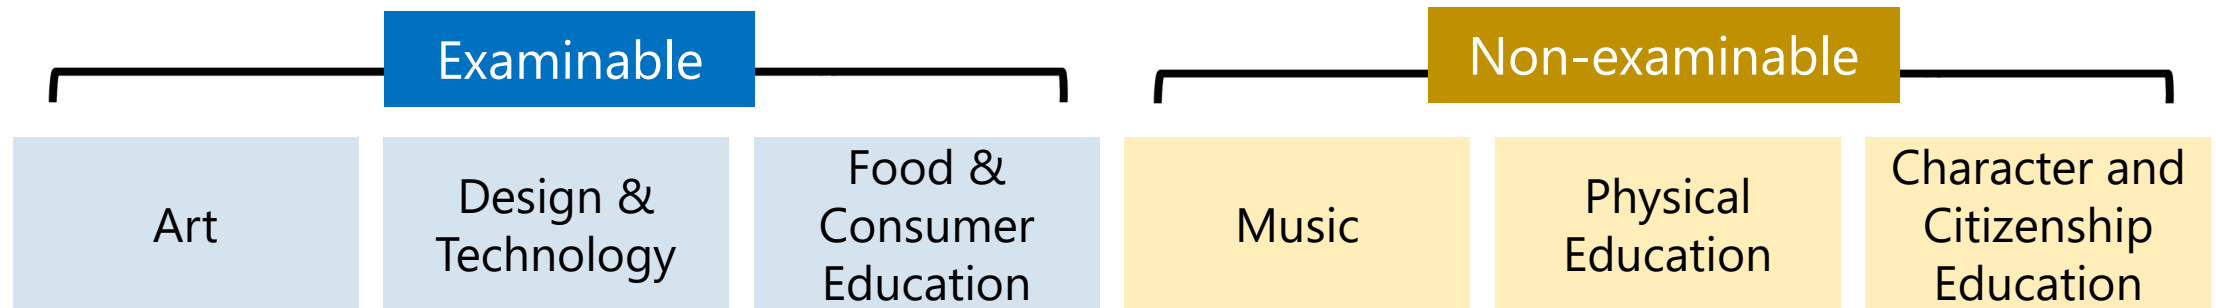 Examinable
Non-examinable
Art
Design &
Technology
Food &
Consumer
Education
Music
Physical
Education
Character and
Citizenship
Education